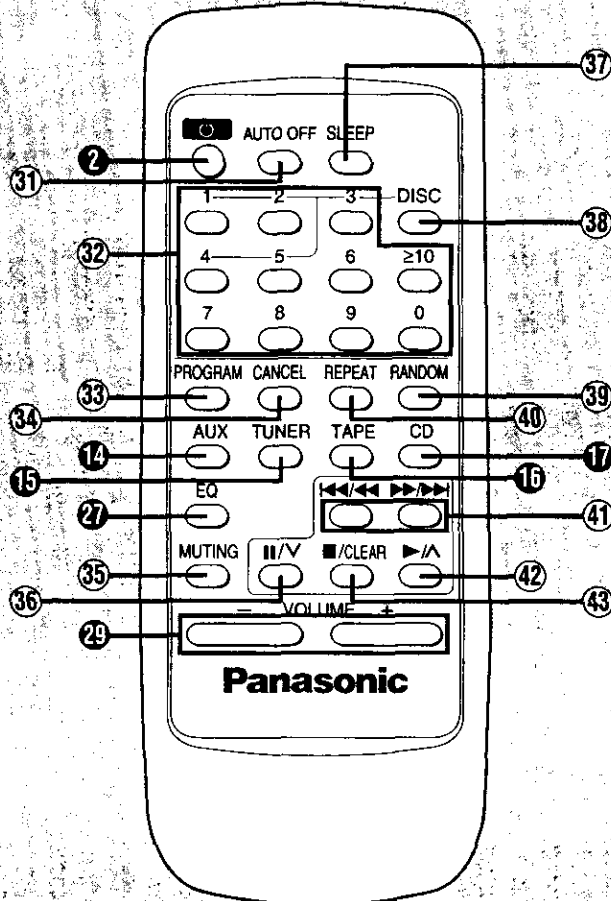 37
⏻ AUTO OFF SLEEP
2
31
1 2 3 DISC
38
32
4 5 6 ≥10
7 8 9 0
PROGRAM CANCEL REPEAT RANDOM
33
34
39
40
AUX TUNER TAPE CD
14
15
16
17
EQ ⏮◀/◀◀ ▶▶/▶▶⏭
27
41
MUTING ⏸/∨ ■/CLEAR ▶/∧
35
36
42
43
− VOLUME +
29
Panasonic